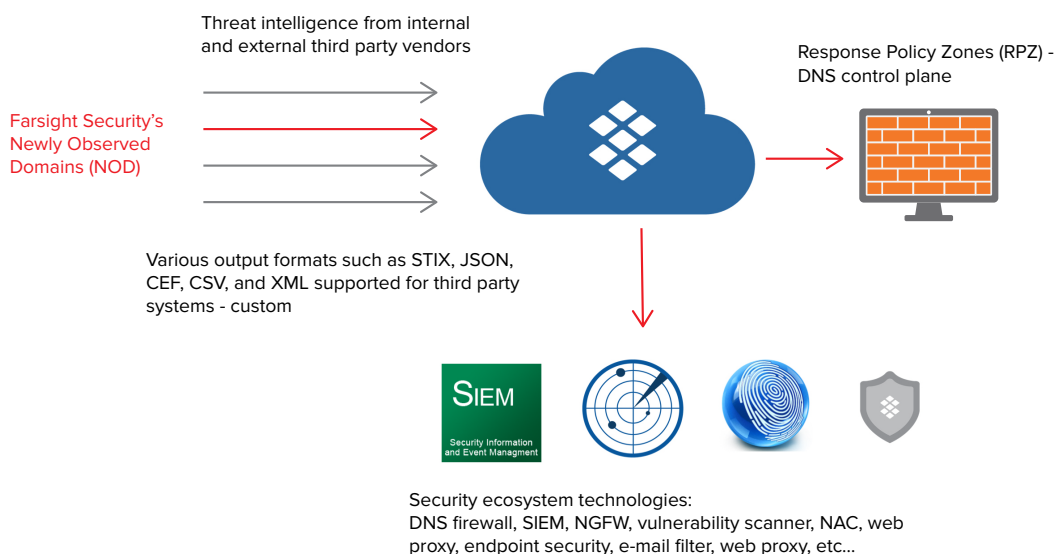 Threat intelligence from internal
and external third party vendors
Response Policy Zones (RPZ) -
DNS control plane
Farsight Security's
Newly Observed
Domains (NOD)
Various output formats such as STIX, JSON,
CEF, CSV, and XML supported for third party
systems - custom
SIEM
Security Information
and Event Managment
Security ecosystem technologies:
DNS firewall, SIEM, NGFW, vulnerability scanner, NAC, web
proxy, endpoint security, e-mail filter, web proxy, etc...